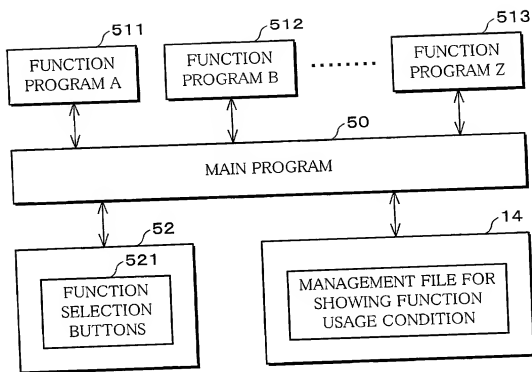 511
512
513
FUNCTION
PROGRAM A
FUNCTION
PROGRAM B
........
FUNCTION
PROGRAM Z
50
MAIN PROGRAM
52
14
521
FUNCTION
SELECTION
BUTTONS
MANAGEMENT FILE FOR
SHOWING FUNCTION
USAGE CONDITION